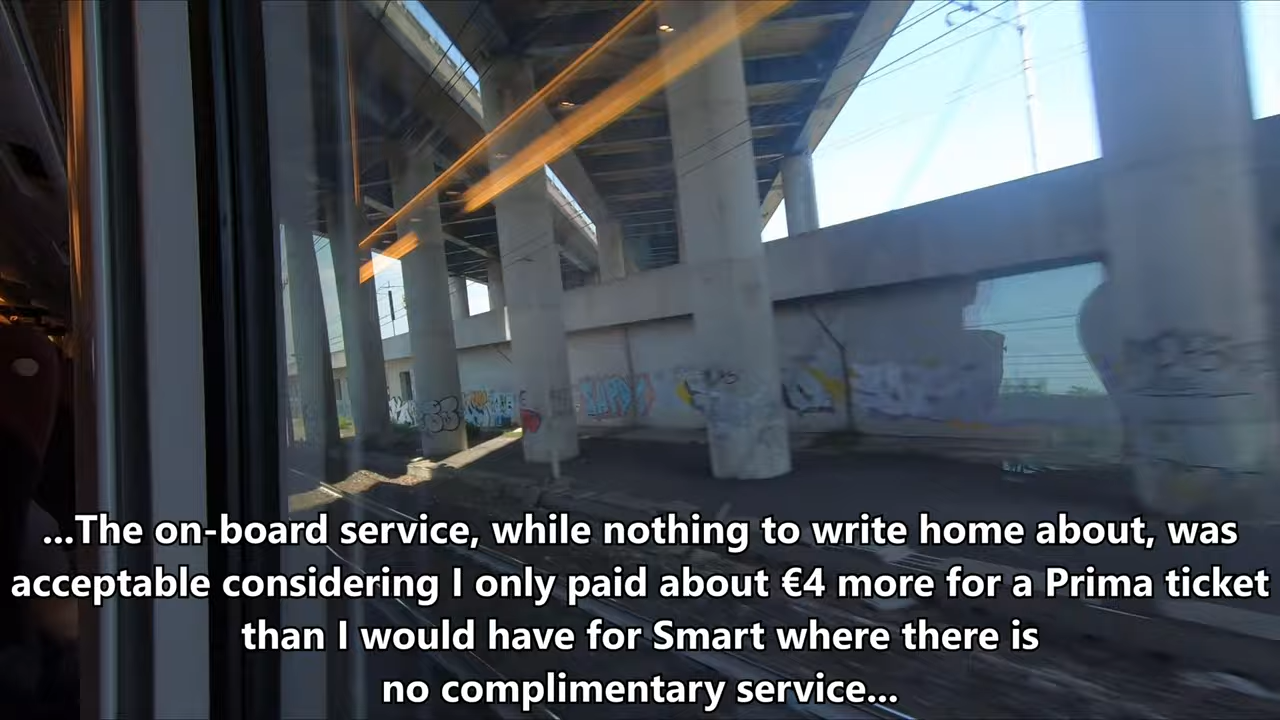 ...The on-board service, while nothing to write home about, was
acceptable considering I only paid about €4 more for a Prima ticket
than I would have for Smart where there is
no complimentary service...